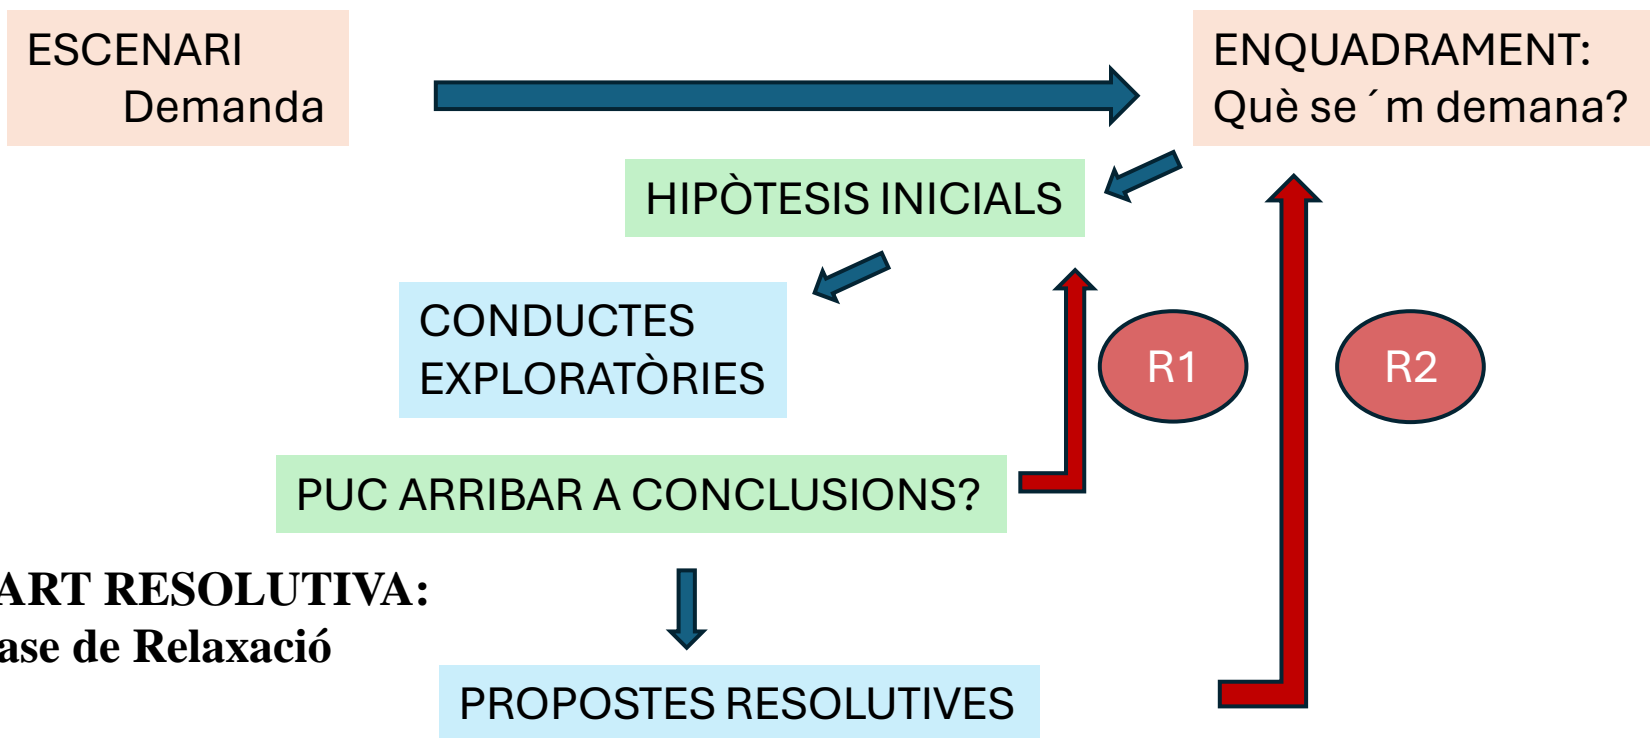 ESCENARI
Demanda
ENQUADRAMENT:
Què se ´m demana?
HIPÒTESIS INICIALS
CONDUCTES
EXPLORATÒRIES
R1
R2
PUC ARRIBAR A CONCLUSIONS?
ART RESOLUTIVA:
ase de Relaxació
PROPOSTES RESOLUTIVES